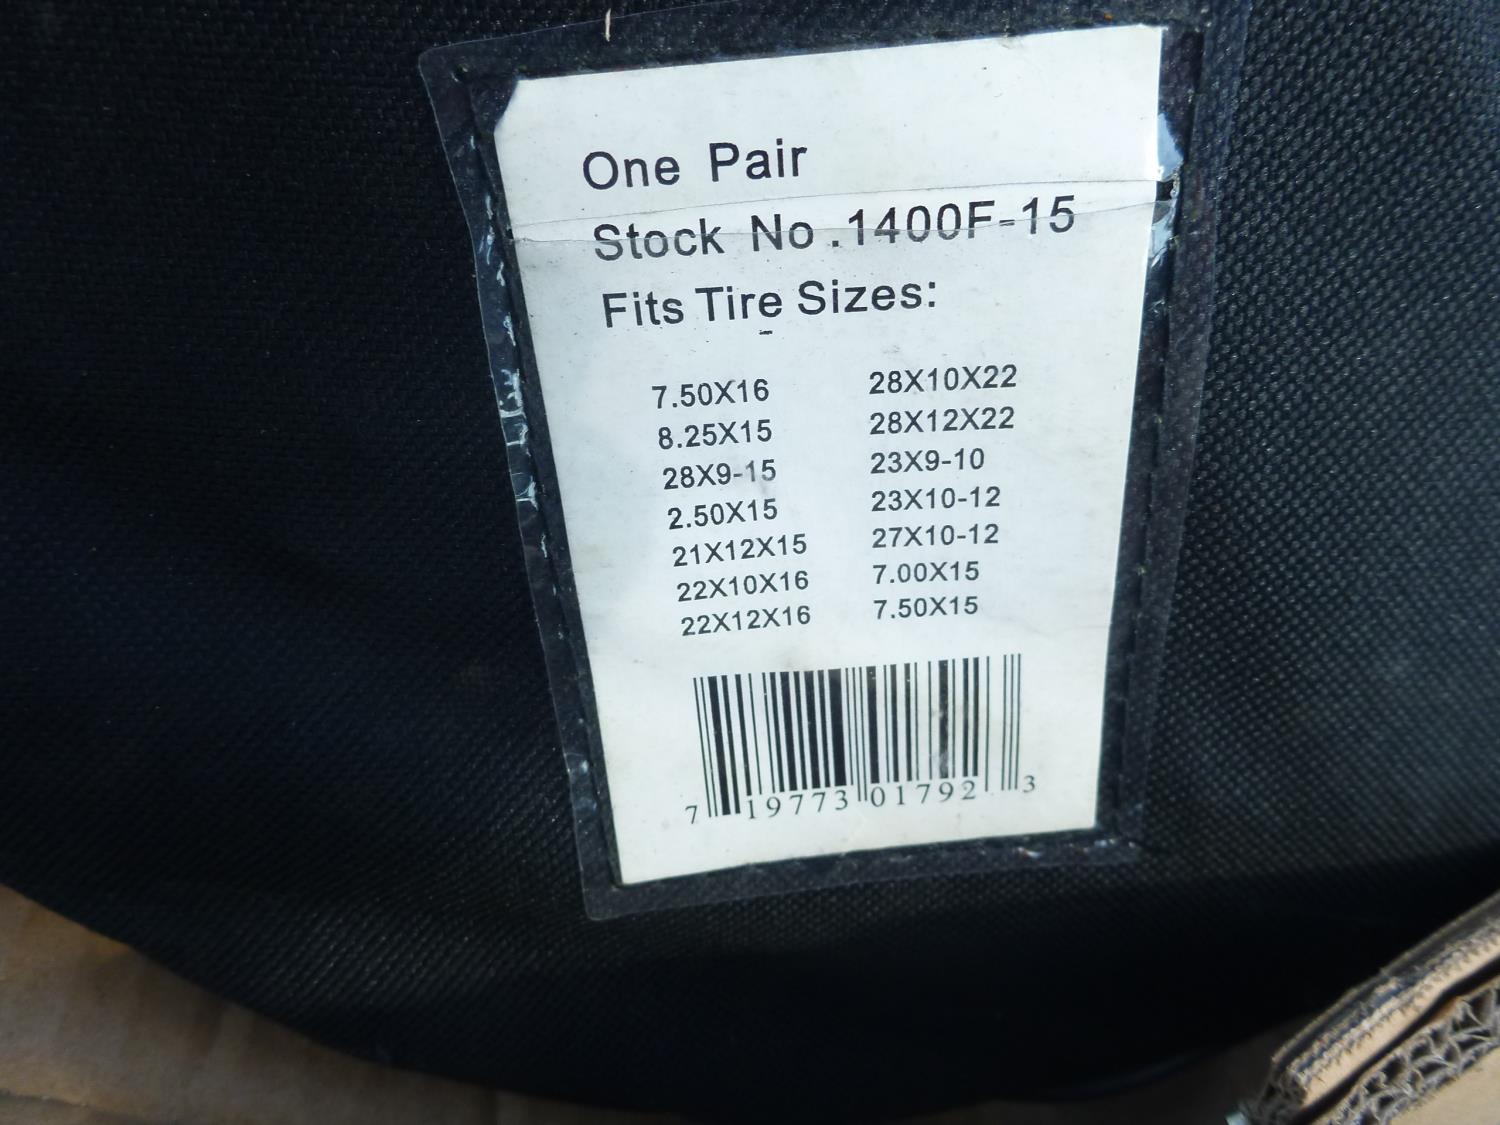 One Pair
Stock No.1400F-15
Fits Tire Sizes:
7.50X16
8.25X15
28X9-15
2.50X15
21X12X15
22X10X16
22X12X16
28X10X22
28X12X22
23X9-10
23X10-12
27X10-12
7.00X15
7.50X15
7 19773 01792 3